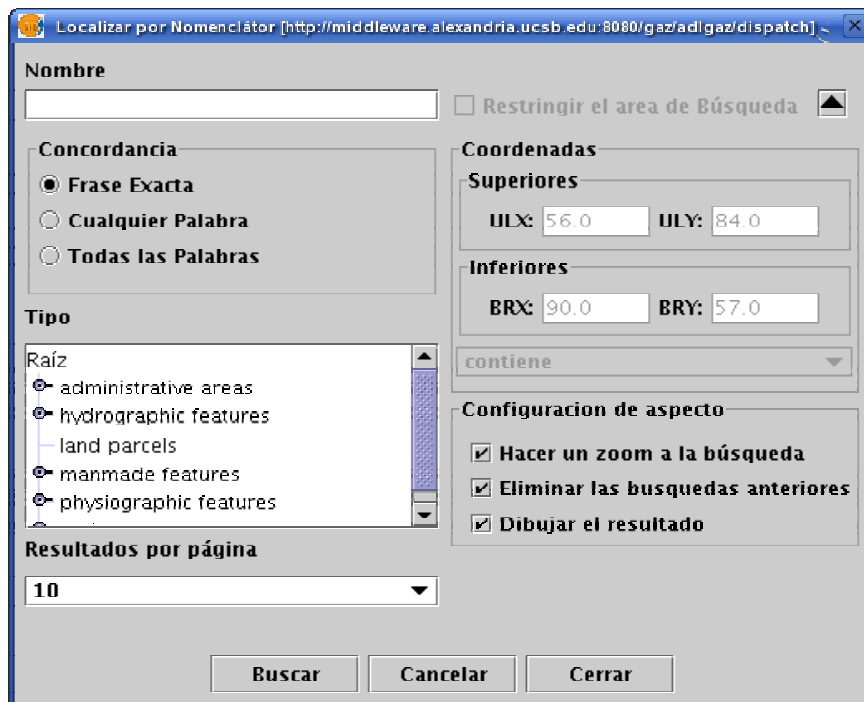 Localizar por Nomenclátor [http://middleware.alexandria.ucsb.edu:8080/gaz/adlgaz/dispatch]
Nombre
Restringir el area de Búsqueda
Concordancia
Frase Exacta
Cualquier Palabra
Todas las Palabras
Coordenadas
Superiores
ULX: 56.0 ULY: 84.0
Inferiores
BRX: 90.0 BRY: 57.0
contiene
Tipo
Raíz
administrative areas
hydrographic features
land parcels
manmade features
physiographic features
Configuracion de aspecto
Hacer un zoom a la búsqueda
Eliminar las busquedas anteriores
Dibujar el resultado
Resultados por página
10
Buscar Cancelar Cerrar